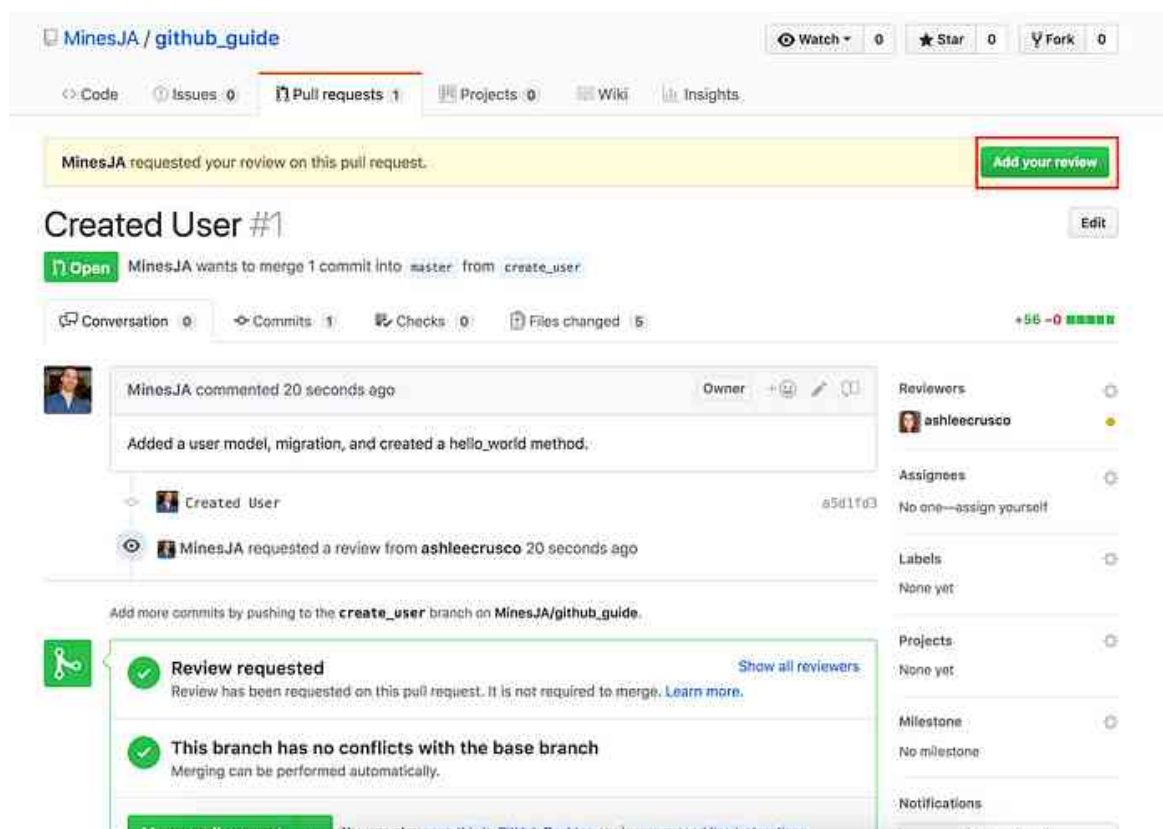 MinesJA / github_guide
Watch 0 Star 0 Fork 0
Code Issues 0 Pull requests 1 Projects 0 Wiki Insights
MinesJA requested your review on this pull request.
Add your review
Created User #1
Edit
Open MinesJA wants to merge 1 commit into master from create_user
Conversation 0 Commits 1 Checks 0 Files changed 5
+56 −0
MinesJA commented 20 seconds ago
Owner
Added a user model, migration, and created a hello_world method.
Created User
a5d1fd3
MinesJA requested a review from ashleecrusco 20 seconds ago
Add more commits by pushing to the create_user branch on MinesJA/github_guide.
Review requested
Show all reviewers
Review has been requested on this pull request. It is not required to merge. Learn more.
This branch has no conflicts with the base branch
Merging can be performed automatically.
Reviewers
ashleecrusco
Assignees
No one—assign yourself
Labels
None yet
Projects
None yet
Milestone
No milestone
Notifications